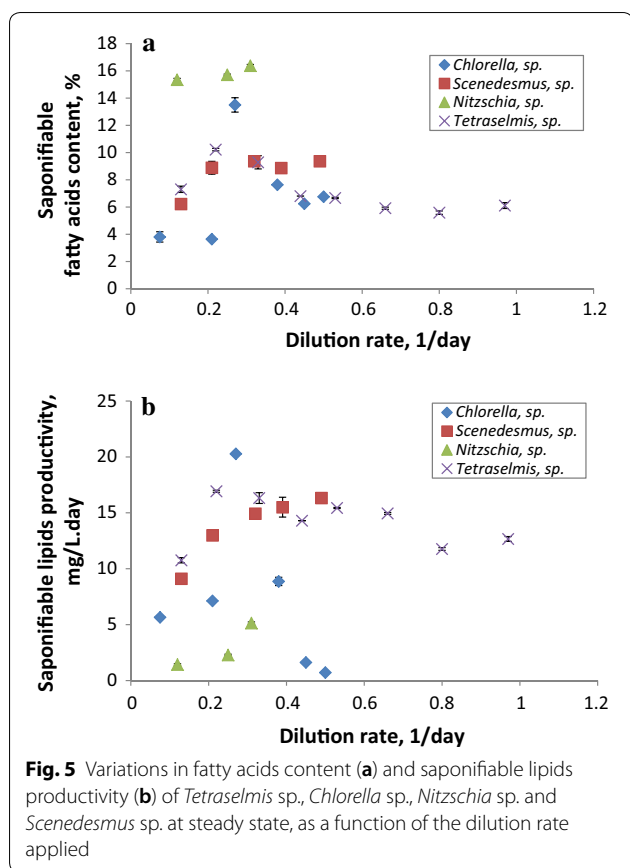 a
18
16
14
12
10
8
6
4
2
0
Saponifiable
fatty acids content, %
Chlorella, sp.
Scenedesmus, sp.
Nitzschia, sp.
Tetraselmis, sp.
0 0.2 0.4 0.6 0.8 1 1.2
Dilution rate, 1/day
b
25
20
15
10
5
0
Saponifiable lipids productivity,
mg/L.day
Chlorella, sp.
Scenedesmus, sp.
Nitzschia, sp.
Tetraselmis, sp.
0 0.2 0.4 0.6 0.8 1 1.2
Dilution rate, 1/day
Fig. 5 Variations in fatty acids content (a) and saponifiable lipids
productivity (b) of Tetraselmis sp., Chlorella sp., Nitzschia sp. and
Scenedesmus sp. at steady state, as a function of the dilution rate
applied